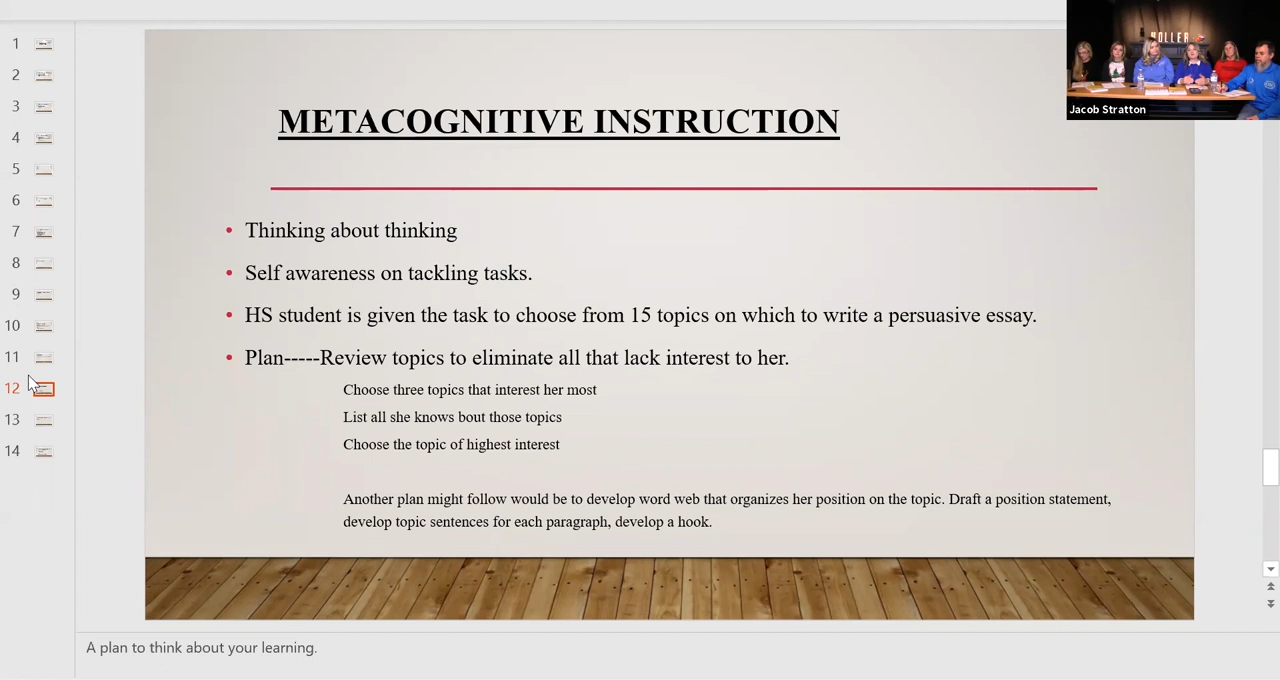 1
2
3
4
5
6
7
8
9
10
11
12
13
14
METACOGNITIVE INSTRUCTION
• Thinking about thinking
• Self awareness on tackling tasks.
• HS student is given the task to choose from 15 topics on which to write a persuasive essay.
• Plan-----Review topics to eliminate all that lack interest to her.
Choose three topics that interest her most
List all she knows bout those topics
Choose the topic of highest interest
Another plan might follow would be to develop word web that organizes her position on the topic. Draft a position statement,
develop topic sentences for each paragraph, develop a hook.
A plan to think about your learning.
HOLLER
Jacob Stratton